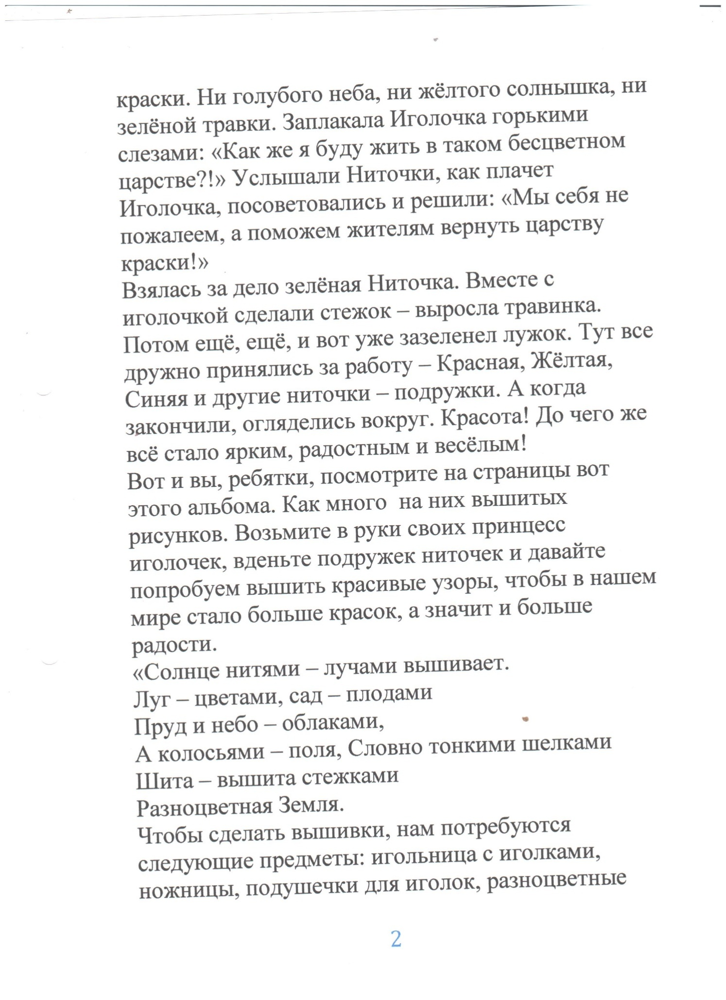 краски. Ни голубого неба, ни жёлтого солнышка, ни
зелёной травки. Заплакала Иголочка горькими
слезами: «Как же я буду жить в таком бесцветном
царстве?!» Услышали Ниточки, как плачет
Иголочка, посоветовались и решили: «Мы себя не
пожалеем, а поможем жителям вернуть царству
краски!»
Взялась за дело зелёная Ниточка. Вместе с
иголочкой сделали стежок – выросла травинка.
Потом ещё, ещё, и вот уже зазеленел лужок. Тут все
дружно принялись за работу – Красная, Жёлтая,
Синяя и другие ниточки – подружки. А когда
закончили, огляделись вокруг. Красота! До чего же
всё стало ярким, радостным и весёлым!
Вот и вы, ребятки, посмотрите на страницы вот
этого альбома. Как много  на них вышитых
рисунков. Возьмите в руки своих принцесс
иголочек, вденьте подружек ниточек и давайте
попробуем вышить красивые узоры, чтобы в нашем
мире стало больше красок, а значит и больше
радости.
«Солнце нитями – лучами вышивает.
Луг – цветами, сад – плодами
Пруд и небо – облаками,
А колосьями – поля, Словно тонкими шелками
Шита – вышита стежками
Разноцветная Земля.
Чтобы сделать вышивки, нам потребуются
следующие предметы: игольница с иголками,
ножницы, подушечки для иголок, разноцветные
2